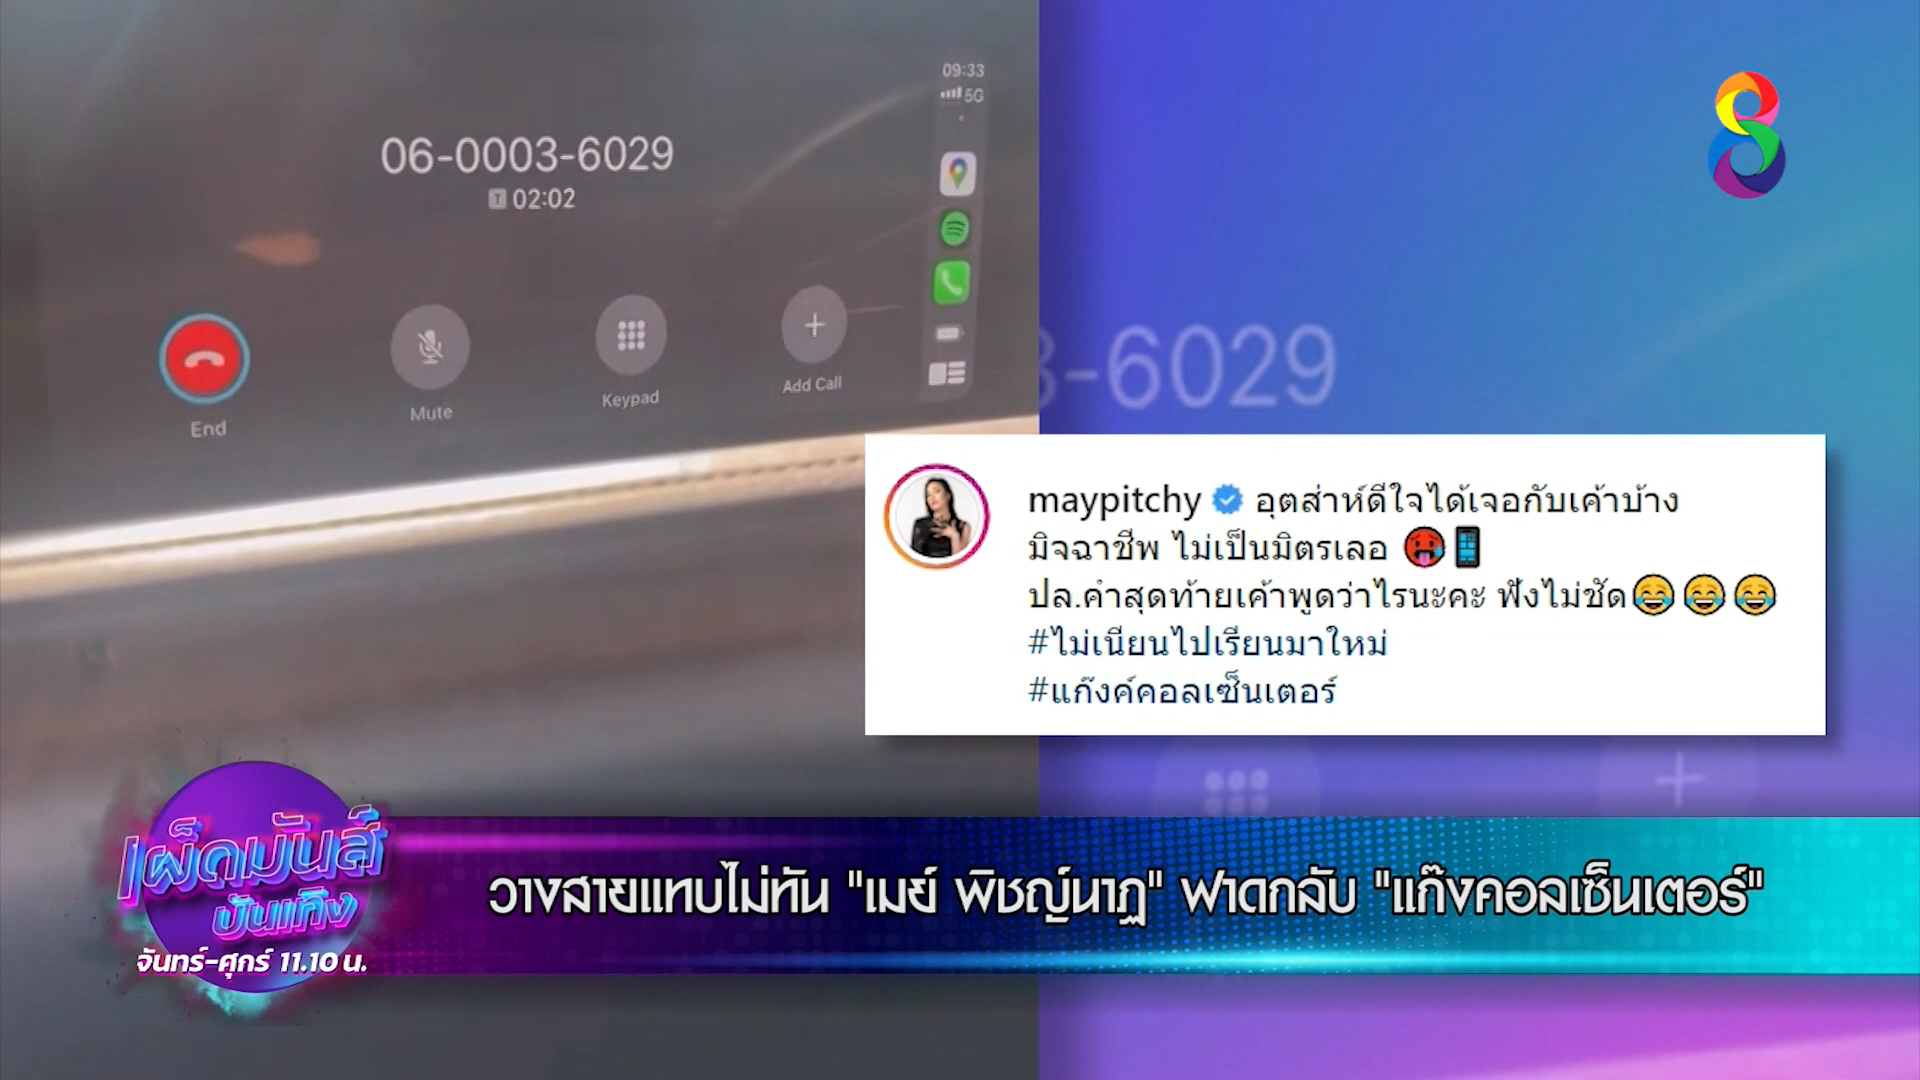 09:33
5G
06-0003-6029
T 02:02
End
Mute
Keypad
Add Call
8
3-6029
maypitchy อุตส่าห์ดีใจได้เจอกับเค้าบ้าง
มิจฉาชีพ ไม่เป็นมิตรเลอ 🥵📱
ปล.คำสุดท้ายเค้าพูดว่าไรนะคะ ฟังไม่ชัด😂😂😂
#ไม่เนียนไปเรียนมาใหม่
#แก๊งค์คอลเซ็นเตอร์
เผ็ดมันส์
บันเทิง
จันทร์-ศุกร์ 11.10 น.
วางสายแทบไม่ทัน "เมย์ พิชญ์นาฏ" ฟาดกลับ "แก๊งคอลเซ็นเตอร์"